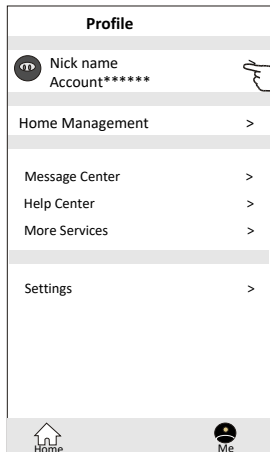 Profile
Nick name
Account******
Home Management >
Message Center >
Help Center >
More Services >
Settings >
Home
Me